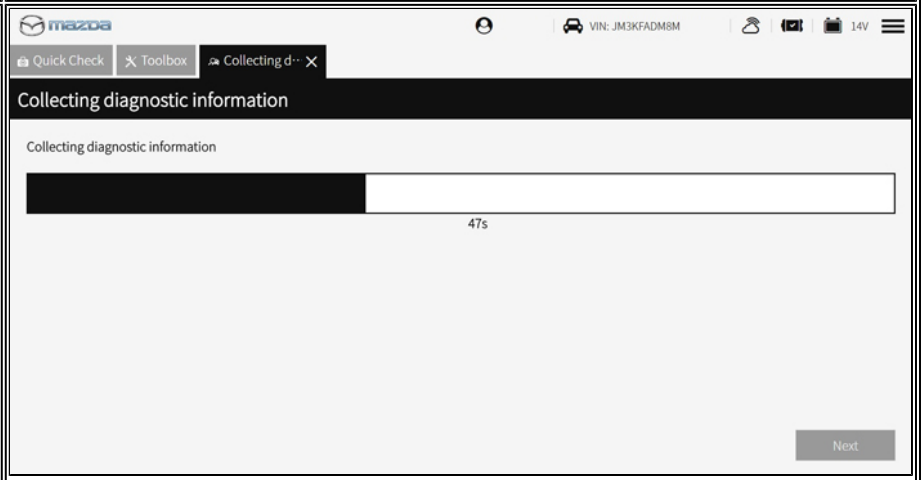 mazda
VIN: JM3KFADM8M
14V
Quick Check
Toolbox
Collecting d··
Collecting diagnostic information
Collecting diagnostic information
47s
Next